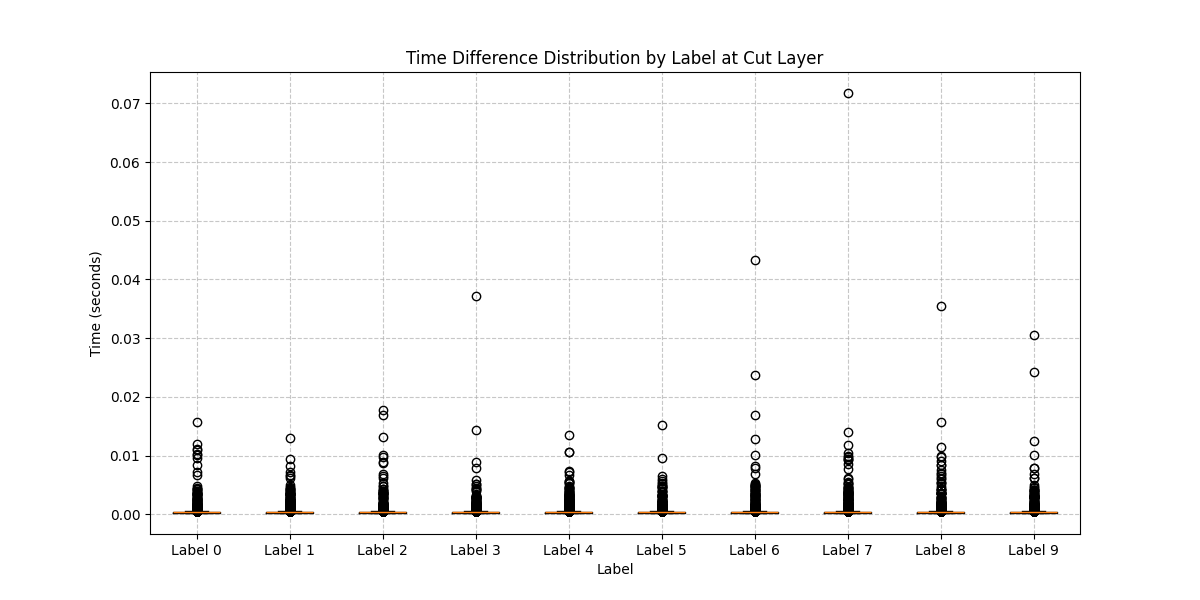 Time Difference Distribution by Label at Cut Layer
0.07
0.06
0.05
0.04
0.03
0.02
0.01
0.00
Time (seconds)
Label 0 Label 1 Label 2 Label 3 Label 4 Label 5 Label 6 Label 7 Label 8 Label 9
Label